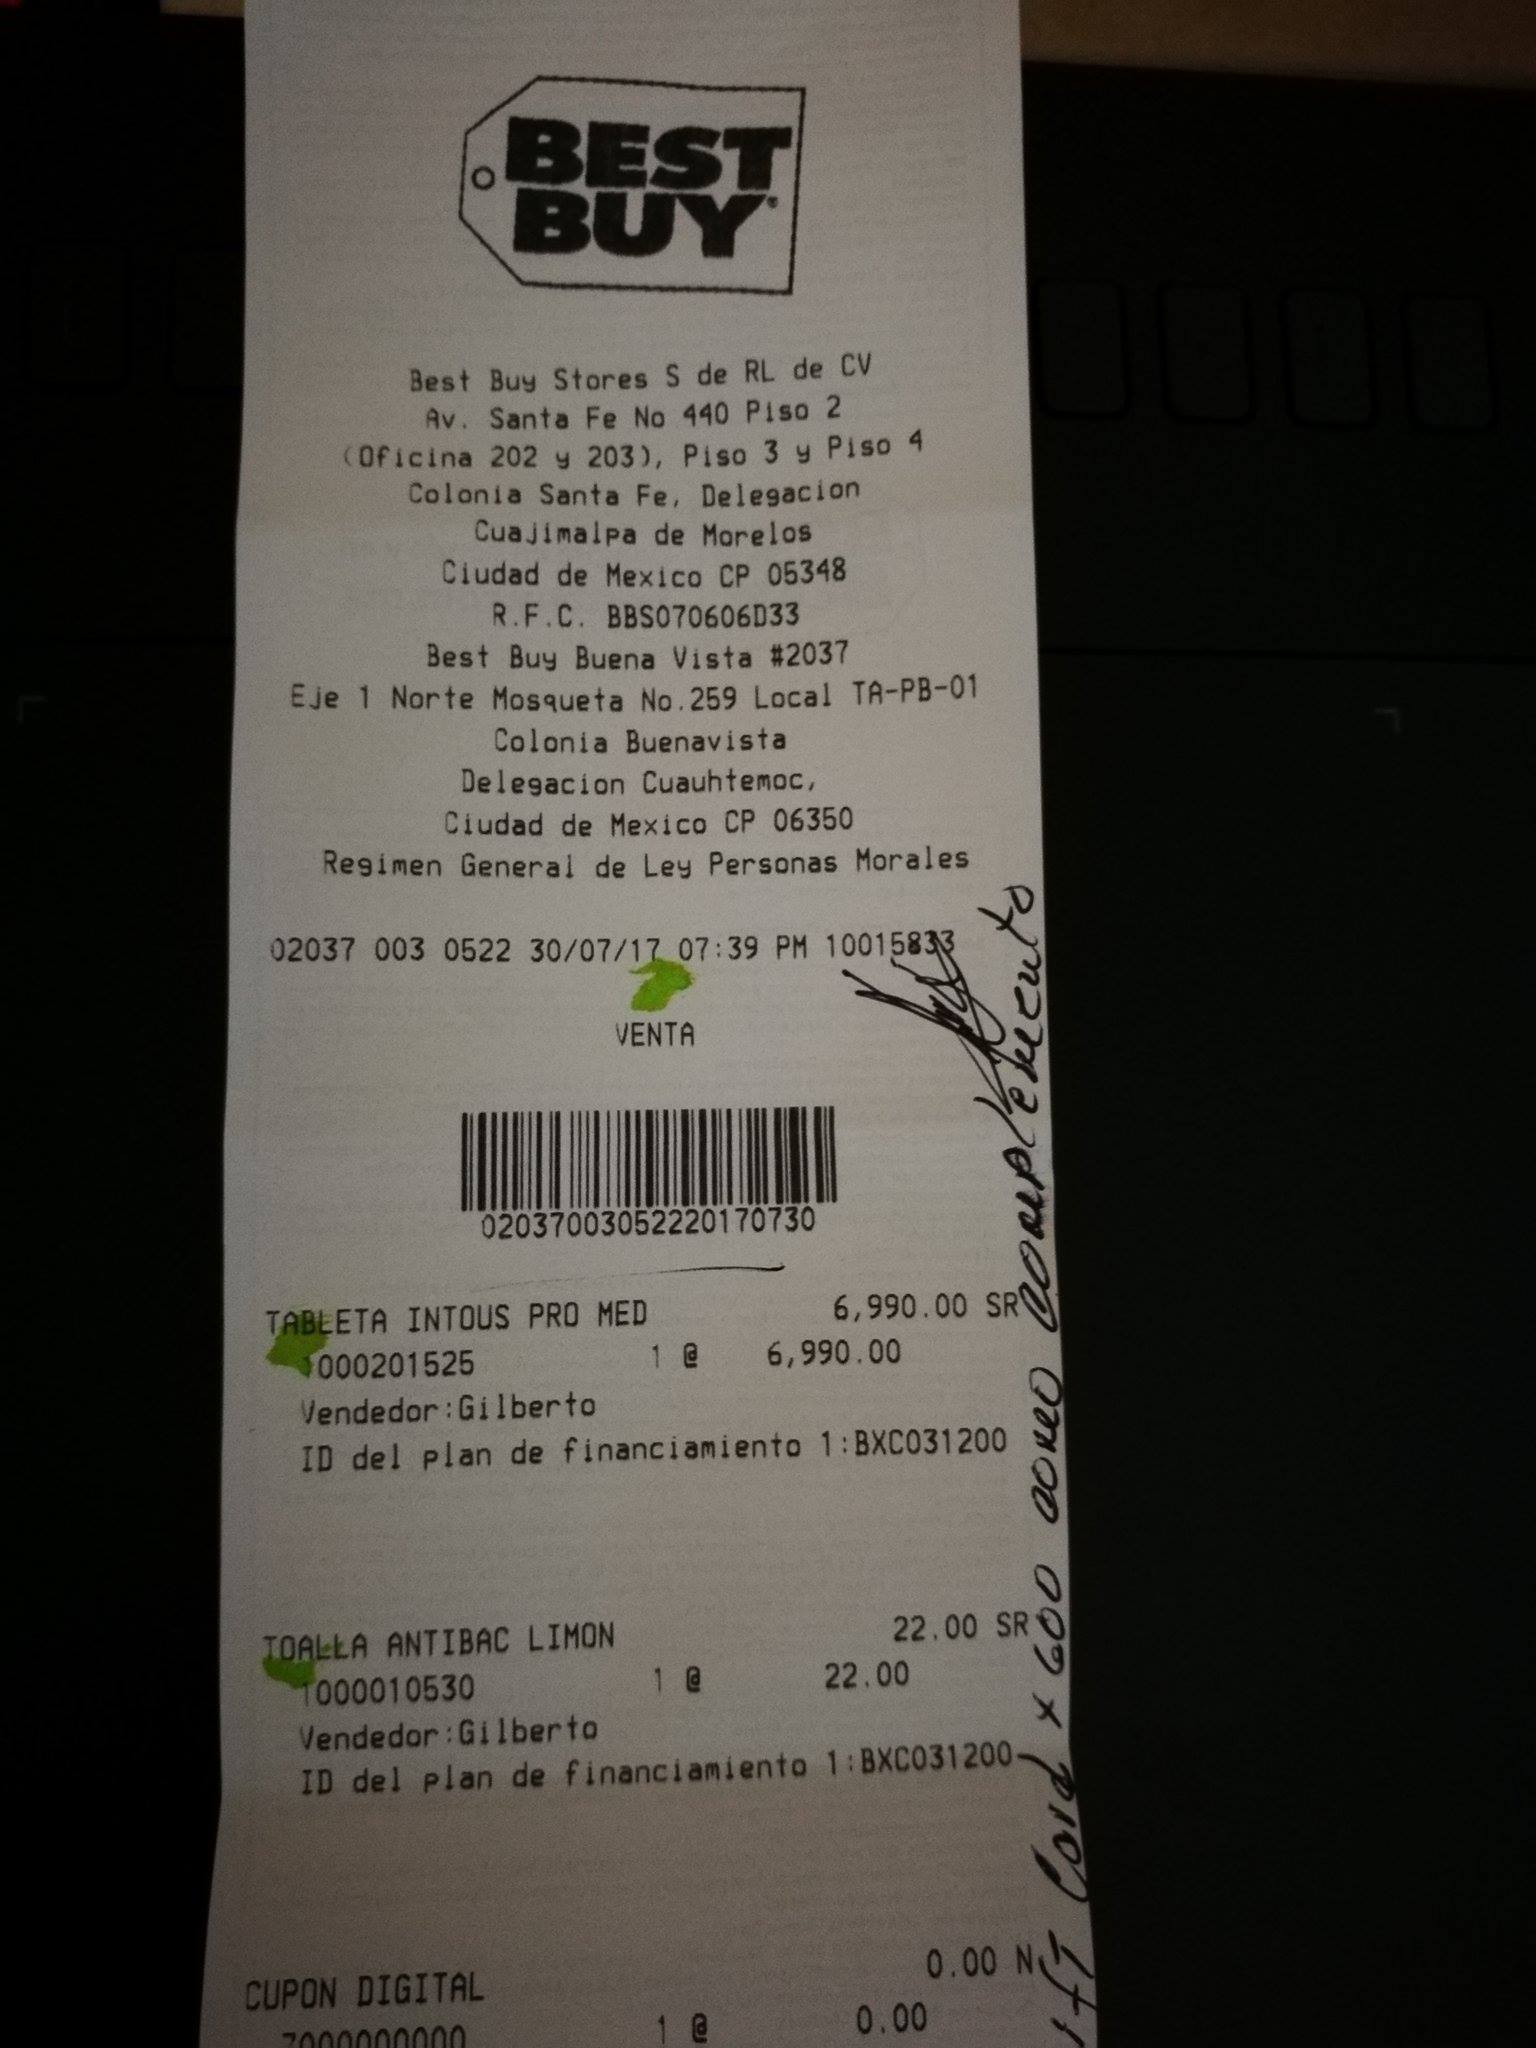 BEST
BUY
Best Buy Stores S de RL de CV
Av. Santa Fe No 440 Piso 2
(Oficina 202 y 203), Piso 3 y Piso 4
Colonia Santa Fe, Delegacion
Cuajimalpa de Morelos
Ciudad de Mexico CP 05348
R.F.C. BBS070606D33
Best Buy Buena Vista #2037
Eje 1 Norte Mosqueta No.259 Local TA-PB-01
Colonia Buenavista
Delegacion Cuauhtemoc,
Ciudad de Mexico CP 06350
Regimen General de Ley Personas Morales
02037 003 0522 30/07/17 07:39 PM 10015833
VENTA
02037003052220170730
TABLETA INTOUS PRO MED 6,990.00 SR
1000201525 1 @ 6,990.00
Vendedor:Gilberto
ID del plan de financiamiento 1:BXC031200
TOALLA ANTIBAC LIMON 22.00 SR
1000010530 1 @ 22.00
Vendedor:Gilberto
ID del plan de financiamiento 1:BXC031200
CUPON DIGITAL 0.00 N
7000000000 1 @ 0.00
Card x 600 como complemento